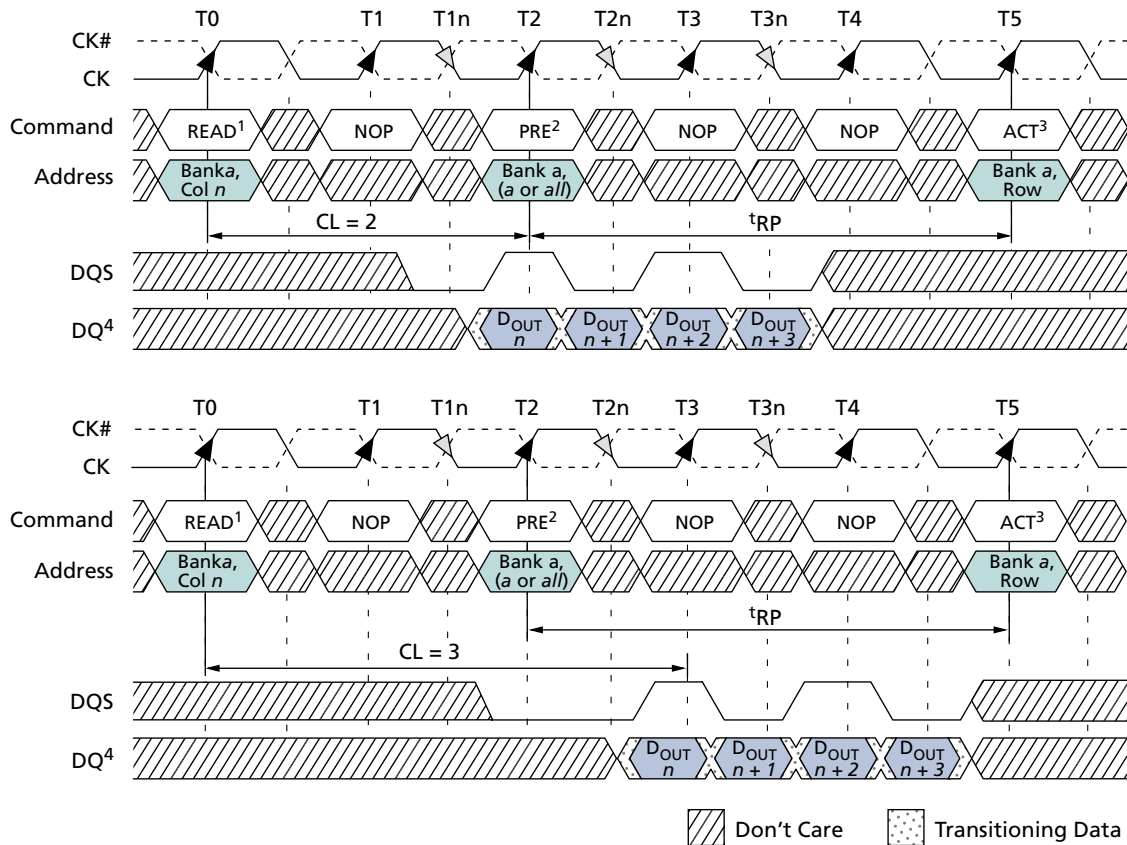 T0 T1 T1n T2 T2n T3 T3n T4 T5
CK#
CK
Command READ¹ NOP PRE² NOP NOP ACT³
Address Banka, Col n Bank a, (a or all) Bank a, Row
CL = 2 tRP
DQS
DQ⁴ DOUT n DOUT n + 1 DOUT n + 2 DOUT n + 3
T0 T1 T1n T2 T2n T3 T3n T4 T5
CK#
CK
Command READ¹ NOP PRE² NOP NOP ACT³
Address Banka, Col n Bank a, (a or all) Bank a, Row
tRP
CL = 3
DQS
DQ⁴ DOUT n DOUT n + 1 DOUT n + 2 DOUT n + 3
Don't Care Transitioning Data